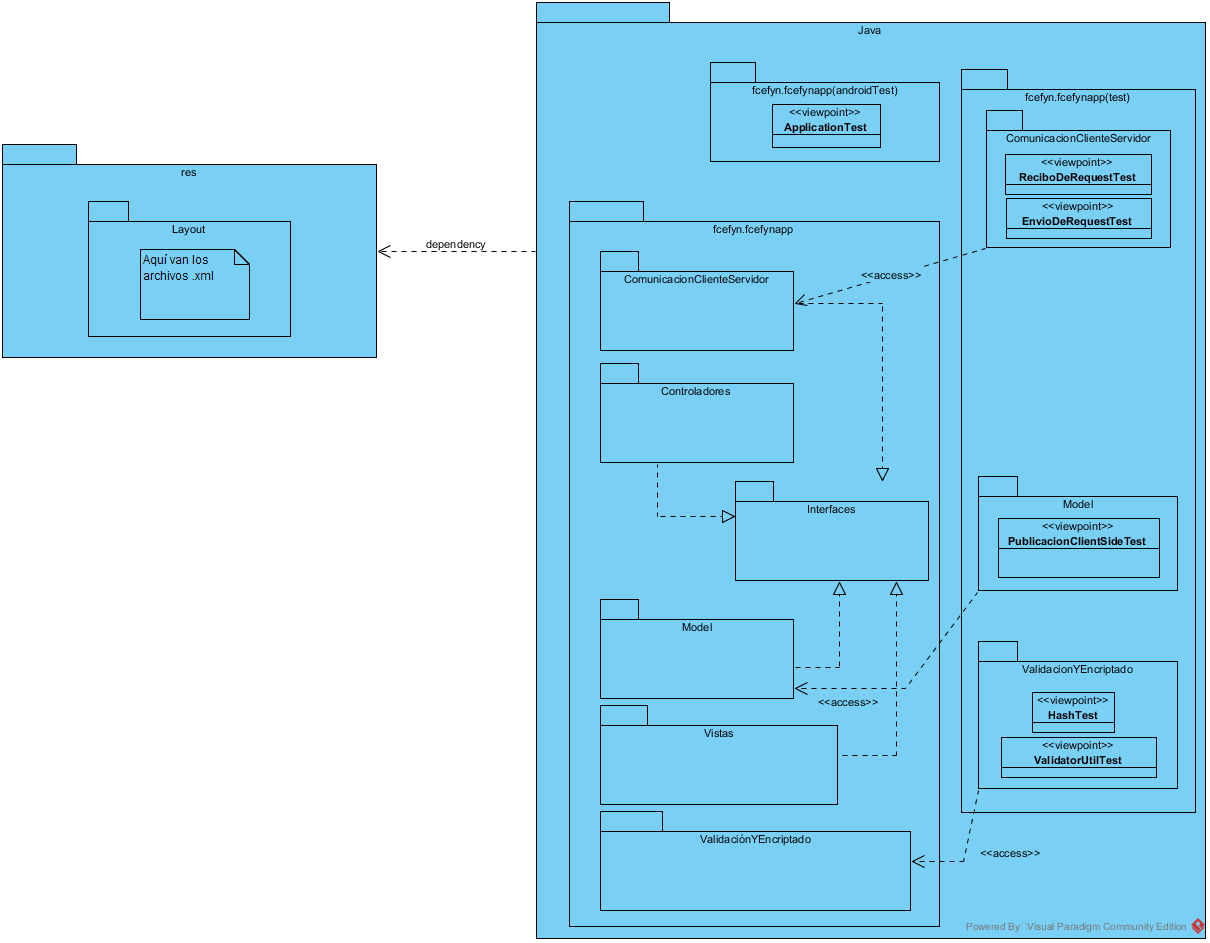 Java
fcefyn.fcefynapp(androidTest)
<<viewpoint>>
ApplicationTest
fcefyn.fcefynapp(test)
ComunicacionClienteServidor
<<viewpoint>>
ReciboDeRequestTest
<<viewpoint>>
EnvioDeRequestTest
res
Layout
Aquí van los
archivos .xml
dependency
fcefyn.fcefynapp
ComunicacionClienteServidor
<<access>>
Controladores
Interfaces
Model
<<viewpoint>>
PublicacionClientSideTest
Model
<<access>>
Vistas
ValidacionYEncriptado
<<viewpoint>>
HashTest
<<viewpoint>>
ValidatorUtilTest
ValidaciónYEncriptado
<<access>>
Powered By Visual Paradigm Community Edition